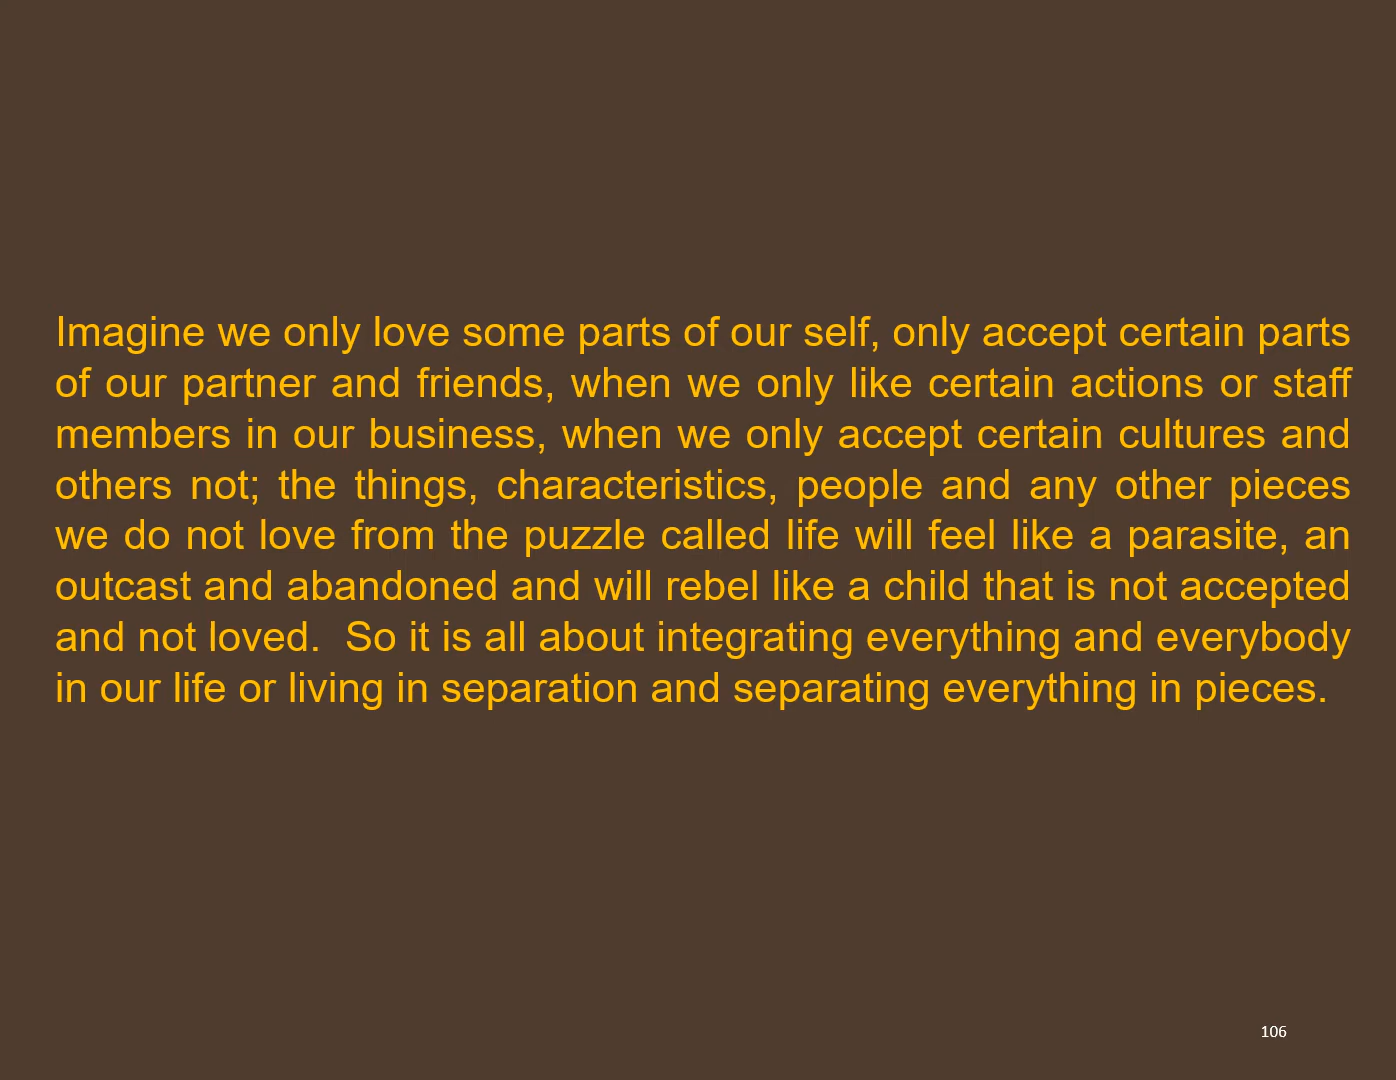 Imagine we only love some parts of our self, only accept certain parts
of our partner and friends, when we only like certain actions or staff
members in our business, when we only accept certain cultures and
others not; the things, characteristics, people and any other pieces
we do not love from the puzzle called life will feel like a parasite, an
outcast and abandoned and will rebel like a child that is not accepted
and not loved.  So it is all about integrating everything and everybody
in our life or living in separation and separating everything in pieces.
106